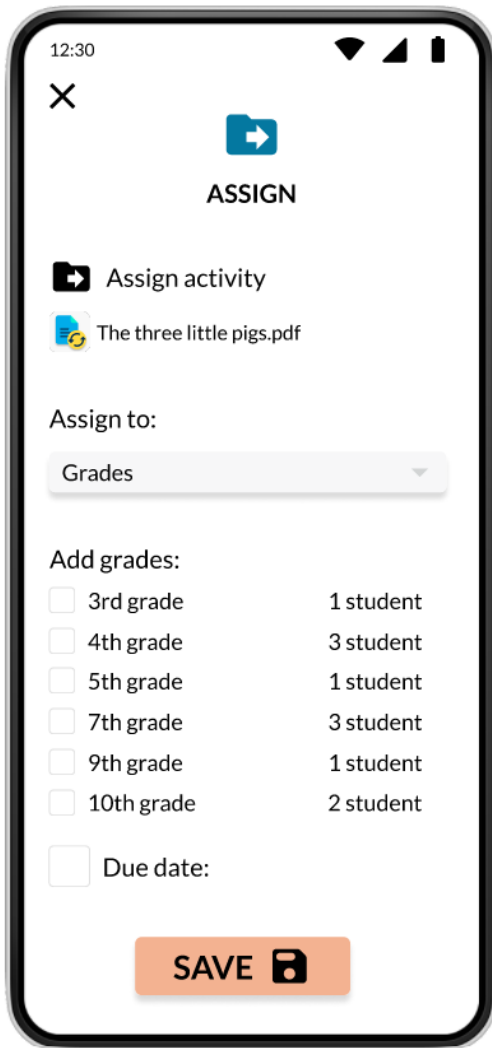 12:30
ASSIGN
Assign activity
The three little pigs.pdf
Assign to:
Grades
Add grades:
3rd grade 1 student
4th grade 3 student
5th grade 1 student
7th grade 3 student
9th grade 1 student
10th grade 2 student
Due date:
SAVE